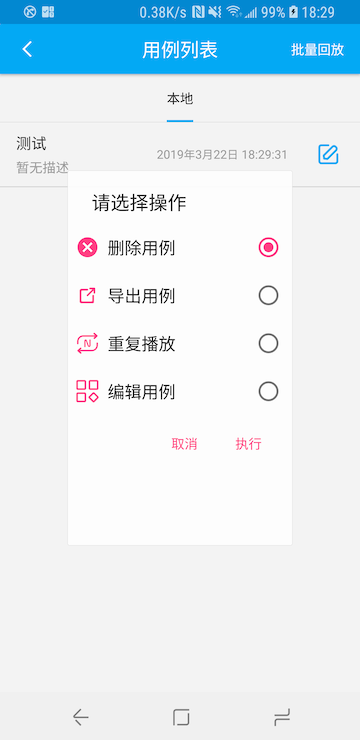 0.38K/s 99% 18:29
用例列表 批量回放
本地
测试
2019年3月22日 18:29:31
暂无描述
请选择操作
删除用例
导出用例
N 重复播放
编辑用例
取消 执行